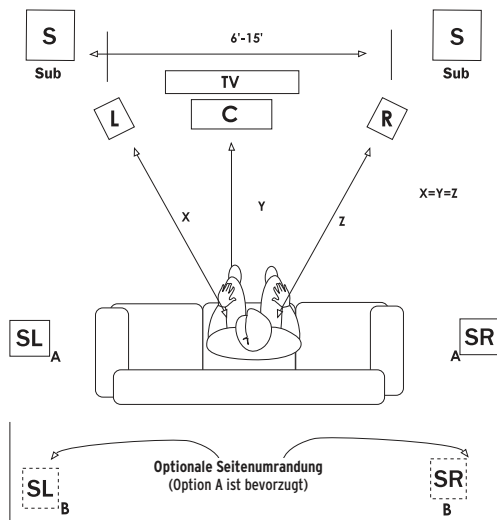 S
S
6'-15'
Sub
Sub
TV
L
C
R
X=Y=Z
X
Y
Z
SL
A
A
SR
Optionale Seitenumrandung
(Option A ist bevorzugt)
SL
B
SR
B